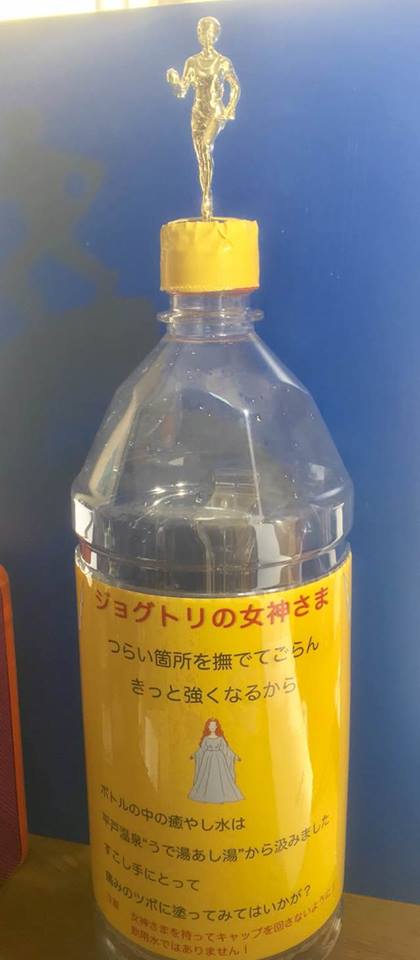 ジョグトリの女神さま
つらい箇所を撫でてごらん
きっと強くなるから
ボトルの中の癒やし水は
平戸温泉“うで湯あし湯”から汲みました
すこし手にとって
痛みのツボに塗ってみてはいかが？
注意 女神さまを持ってキャップを回さないように！
飲用水ではありません！